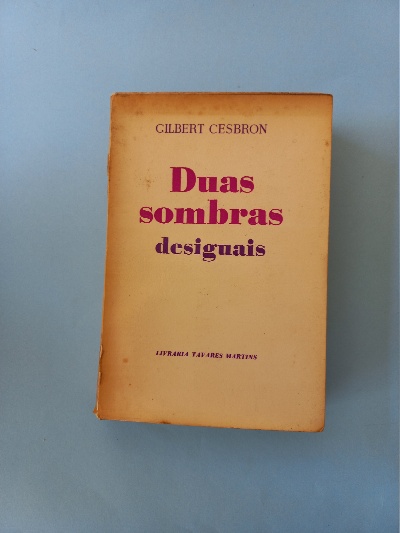 GILBERT CESBRON
Duas
sombras
desiguais
LIVRARIA TAVARES MARTINS